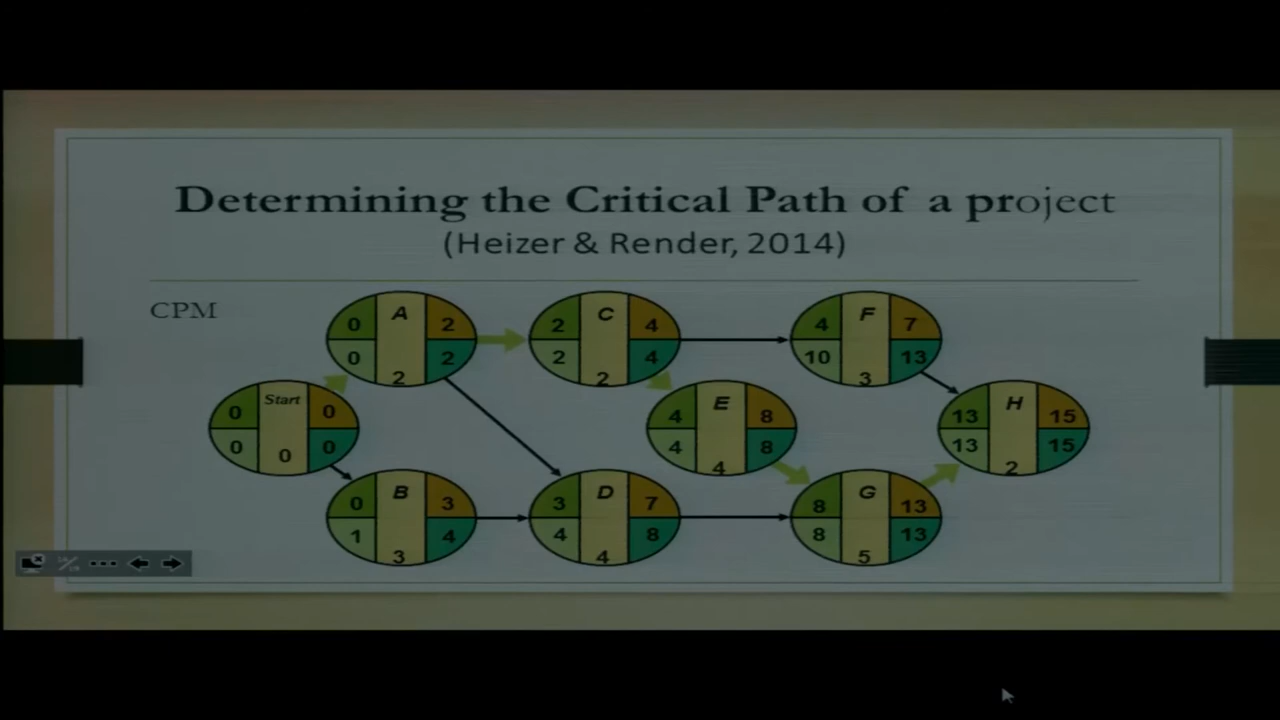 Determining the Critical Path of a project
(Heizer & Render, 2014)
CPM
0 A 2
0 2 2
2 C 4
2 2 4
4 F 7
10 3 13
0 Start 0
0 0 0
4 E 8
4 4 8
13 H 15
13 2 15
0 B 3
1 3 4
3 D 7
4 4 8
8 G 13
8 5 13